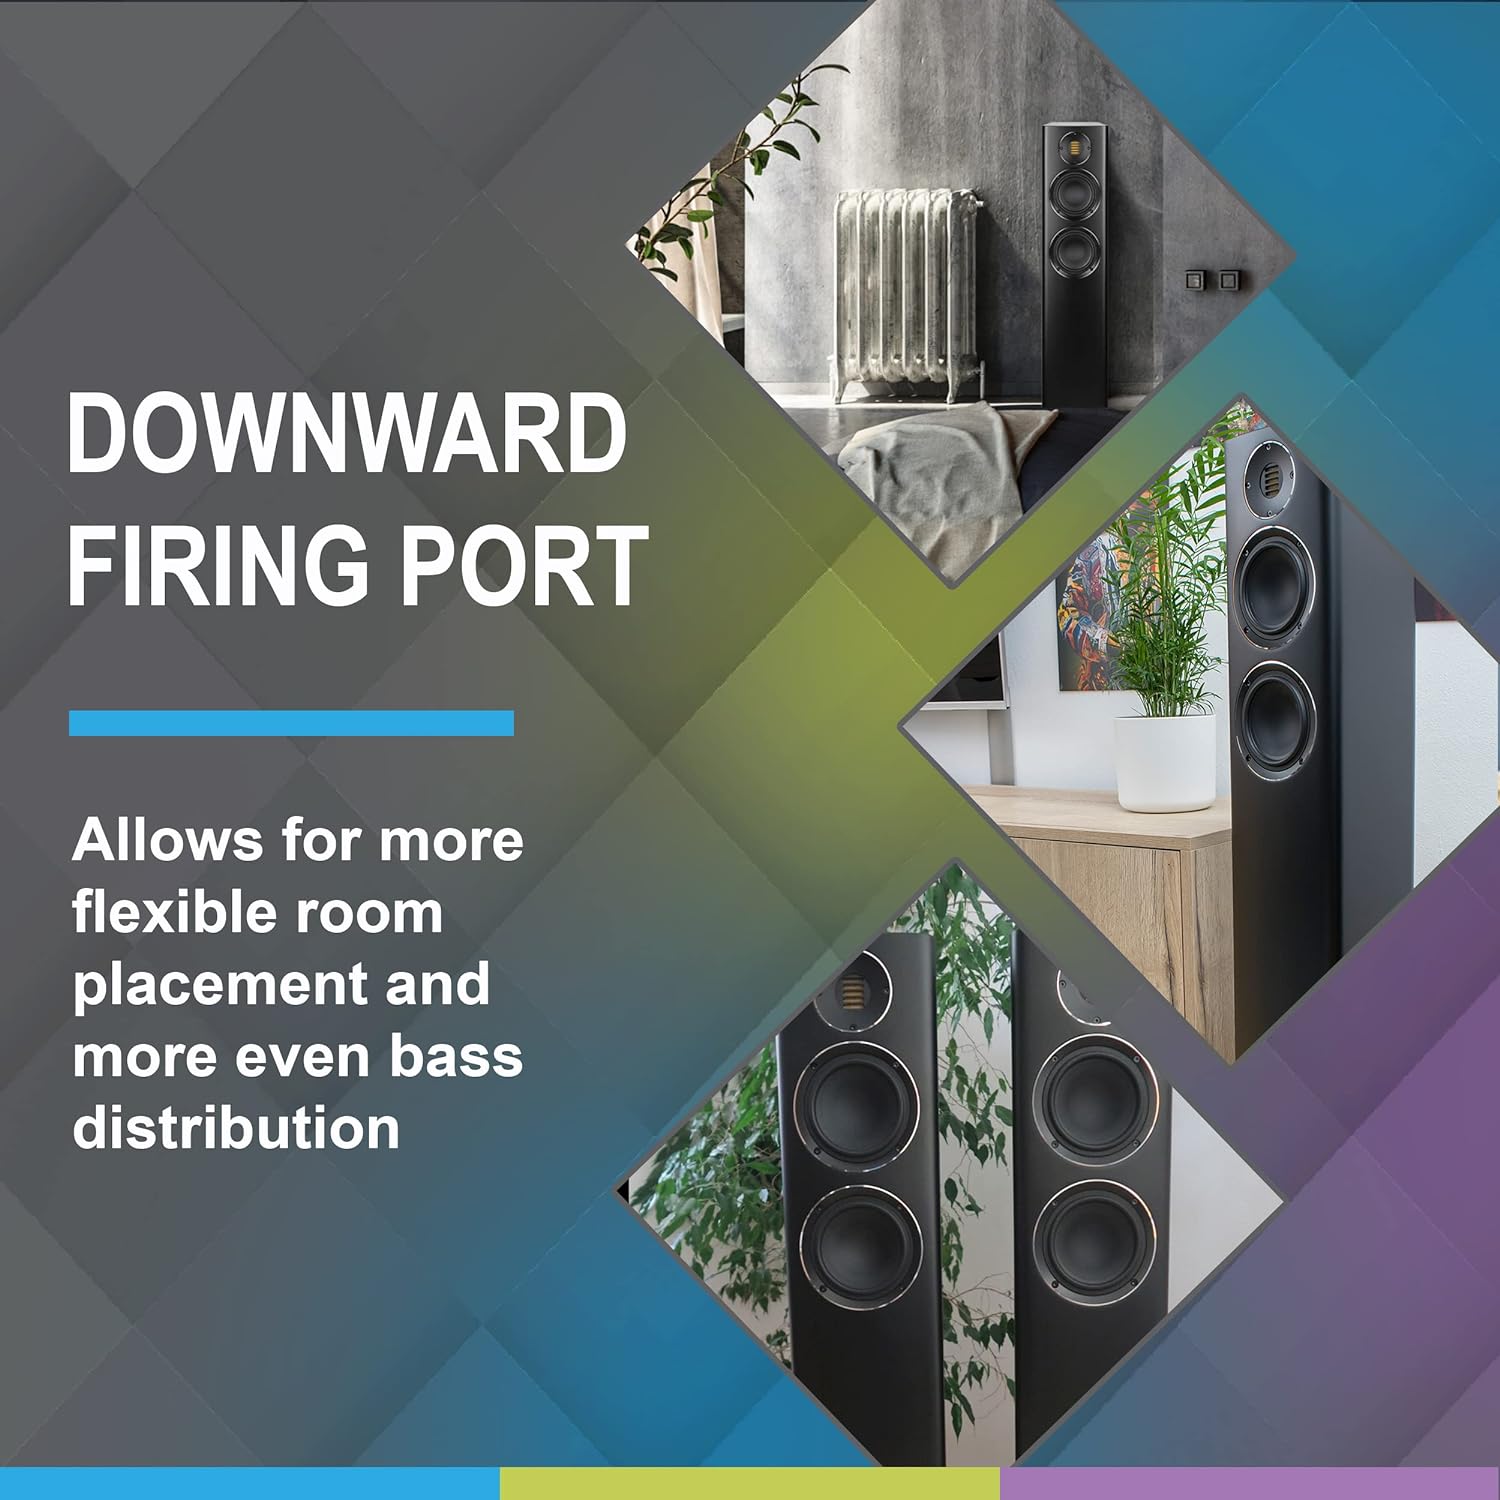 DOWNWARD
FIRING PORT
Allows for more
flexible room
placement and
more even bass
distribution